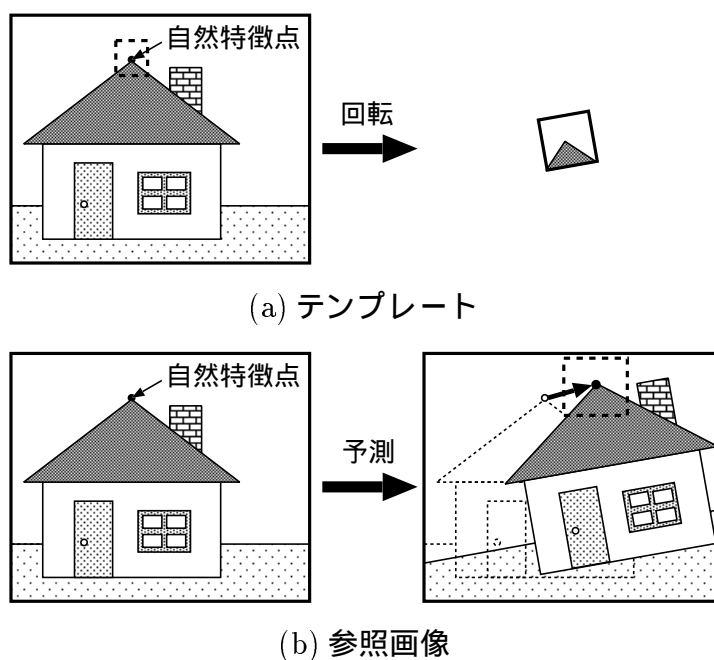 自然特徴点
回転
(a) テンプレート
自然特徴点
予測
(b) 参照画像